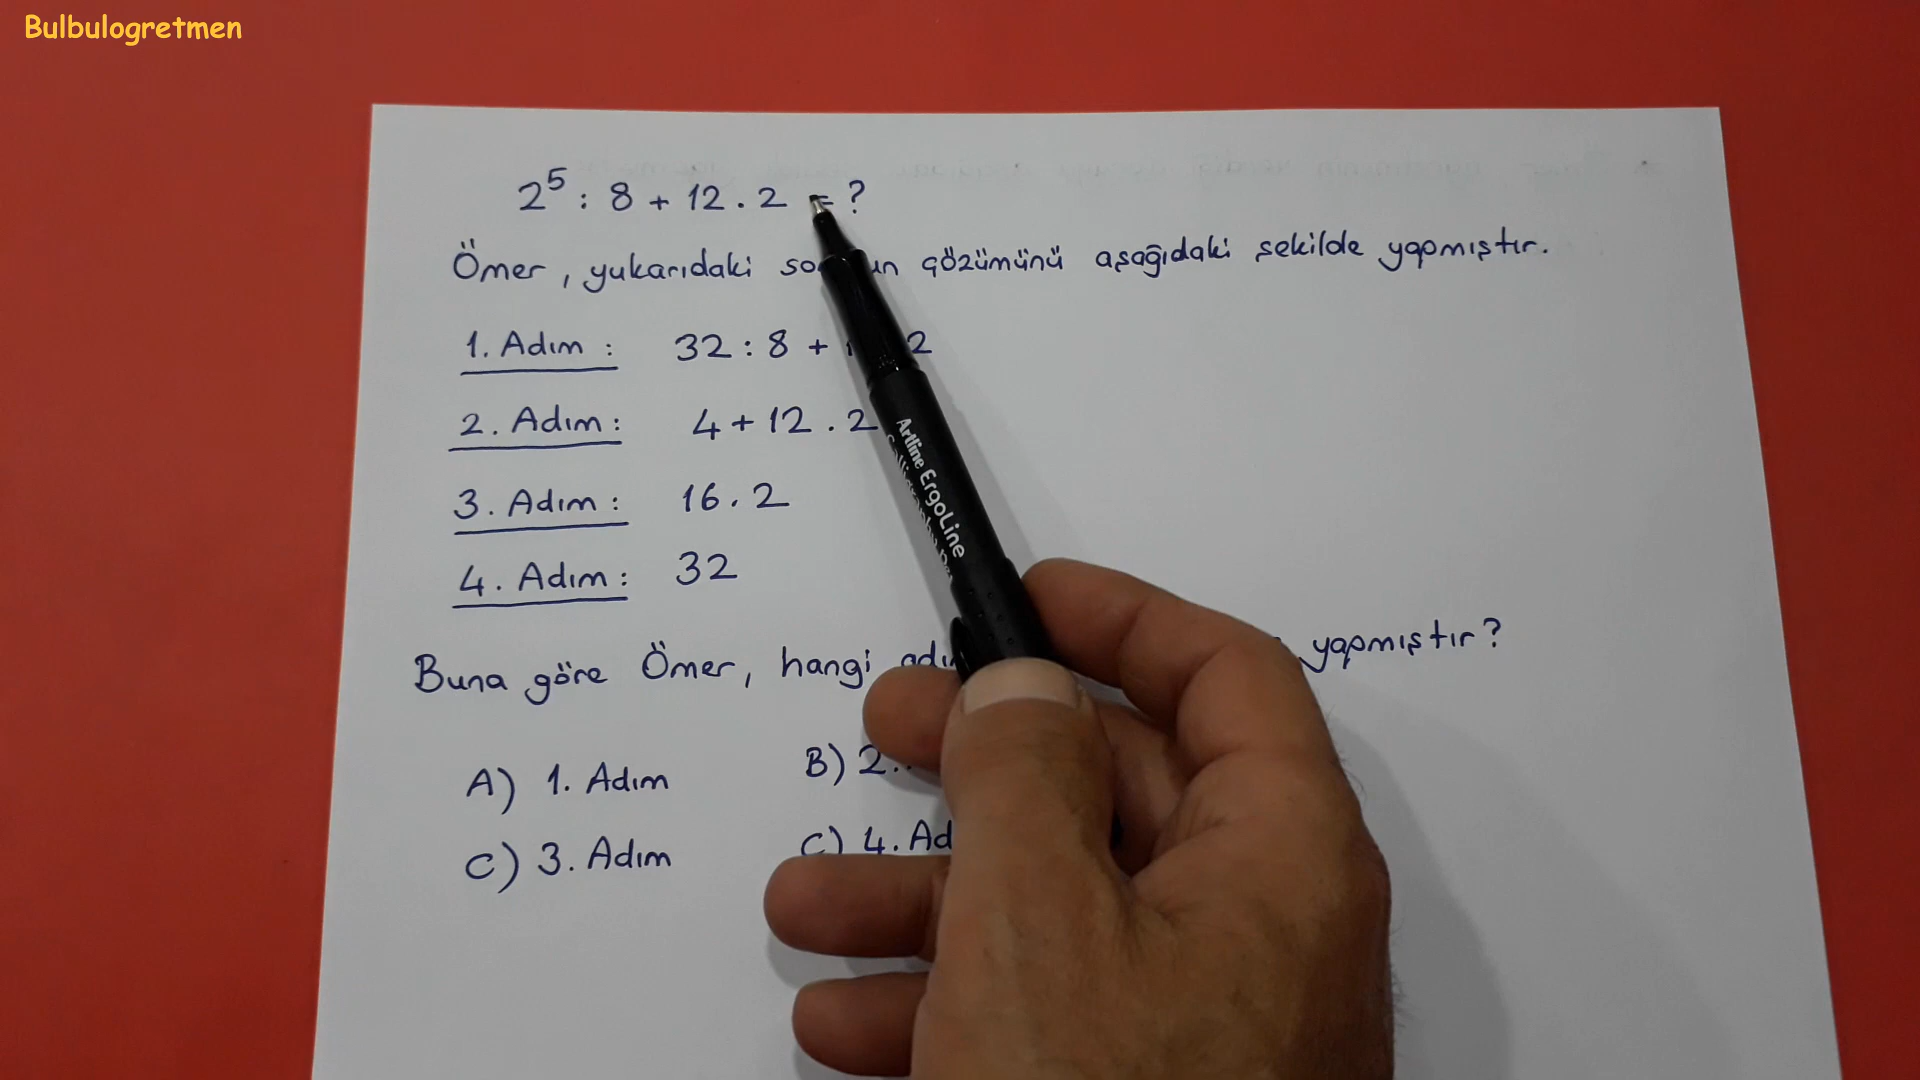 Bulbulogretmen
2⁵ : 8 + 12 . 2 = ?
Ömer, yukarıdaki çözümünü aşağıdaki şekilde yapmıştır.
1. Adım : 32 : 8 + 2
2. Adım : 4 + 12 . 2
3. Adım : 16 . 2
4. Adım : 32
Buna göre Ömer, hangi yapmıştır?
A) 1. Adım B) 2.
C) 3. Adım C) 4. Ad
Artline ErgoLine